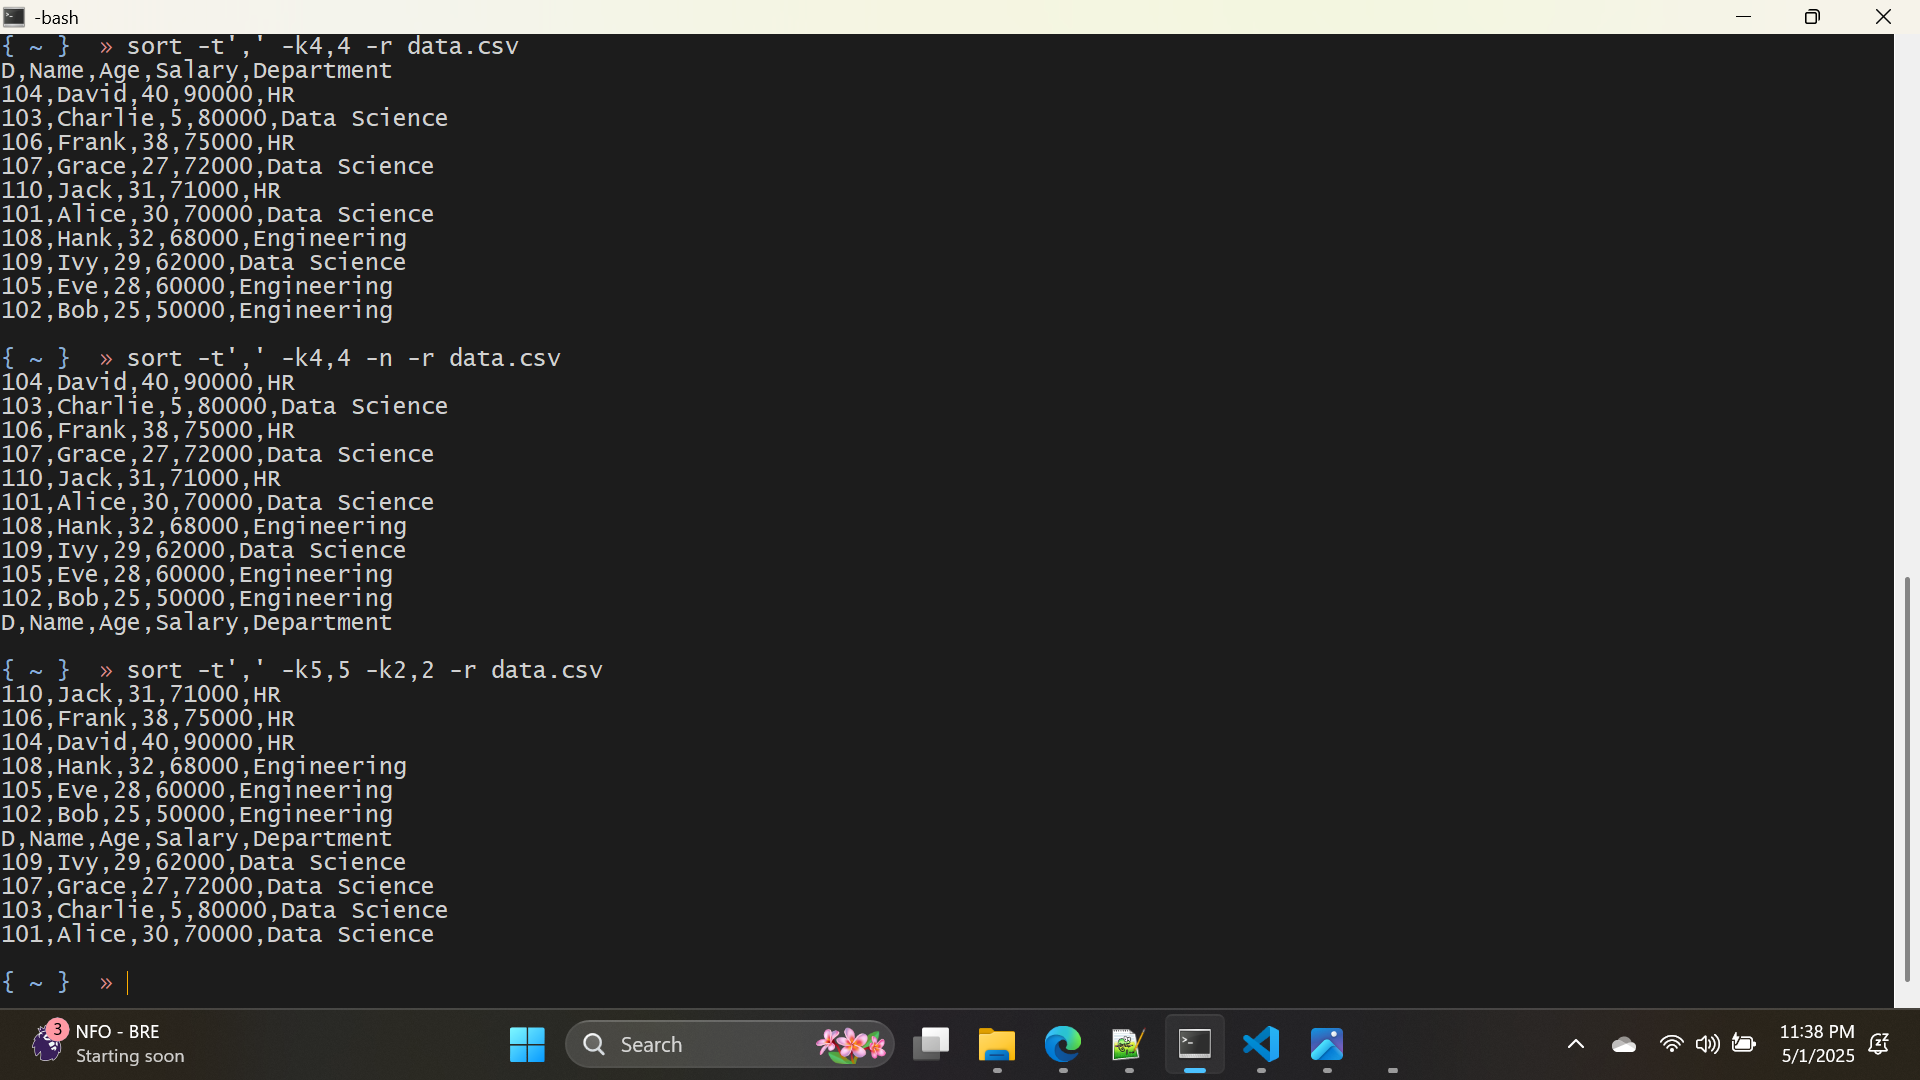 -bash
{ ~ }  » sort -t',' -k4,4 -r data.csv
D,Name,Age,Salary,Department
104,David,40,90000,HR
103,Charlie,5,80000,Data Science
106,Frank,38,75000,HR
107,Grace,27,72000,Data Science
110,Jack,31,71000,HR
101,Alice,30,70000,Data Science
108,Hank,32,68000,Engineering
109,Ivy,29,62000,Data Science
105,Eve,28,60000,Engineering
102,Bob,25,50000,Engineering
{ ~ }  » sort -t',' -k4,4 -n -r data.csv
104,David,40,90000,HR
103,Charlie,5,80000,Data Science
106,Frank,38,75000,HR
107,Grace,27,72000,Data Science
110,Jack,31,71000,HR
101,Alice,30,70000,Data Science
108,Hank,32,68000,Engineering
109,Ivy,29,62000,Data Science
105,Eve,28,60000,Engineering
102,Bob,25,50000,Engineering
D,Name,Age,Salary,Department
{ ~ }  » sort -t',' -k5,5 -k2,2 -r data.csv
110,Jack,31,71000,HR
106,Frank,38,75000,HR
104,David,40,90000,HR
108,Hank,32,68000,Engineering
105,Eve,28,60000,Engineering
102,Bob,25,50000,Engineering
D,Name,Age,Salary,Department
109,Ivy,29,62000,Data Science
107,Grace,27,72000,Data Science
103,Charlie,5,80000,Data Science
101,Alice,30,70000,Data Science
{ ~ }  »
3
NFO - BRE
Starting soon
Search
11:38 PM
5/1/2025